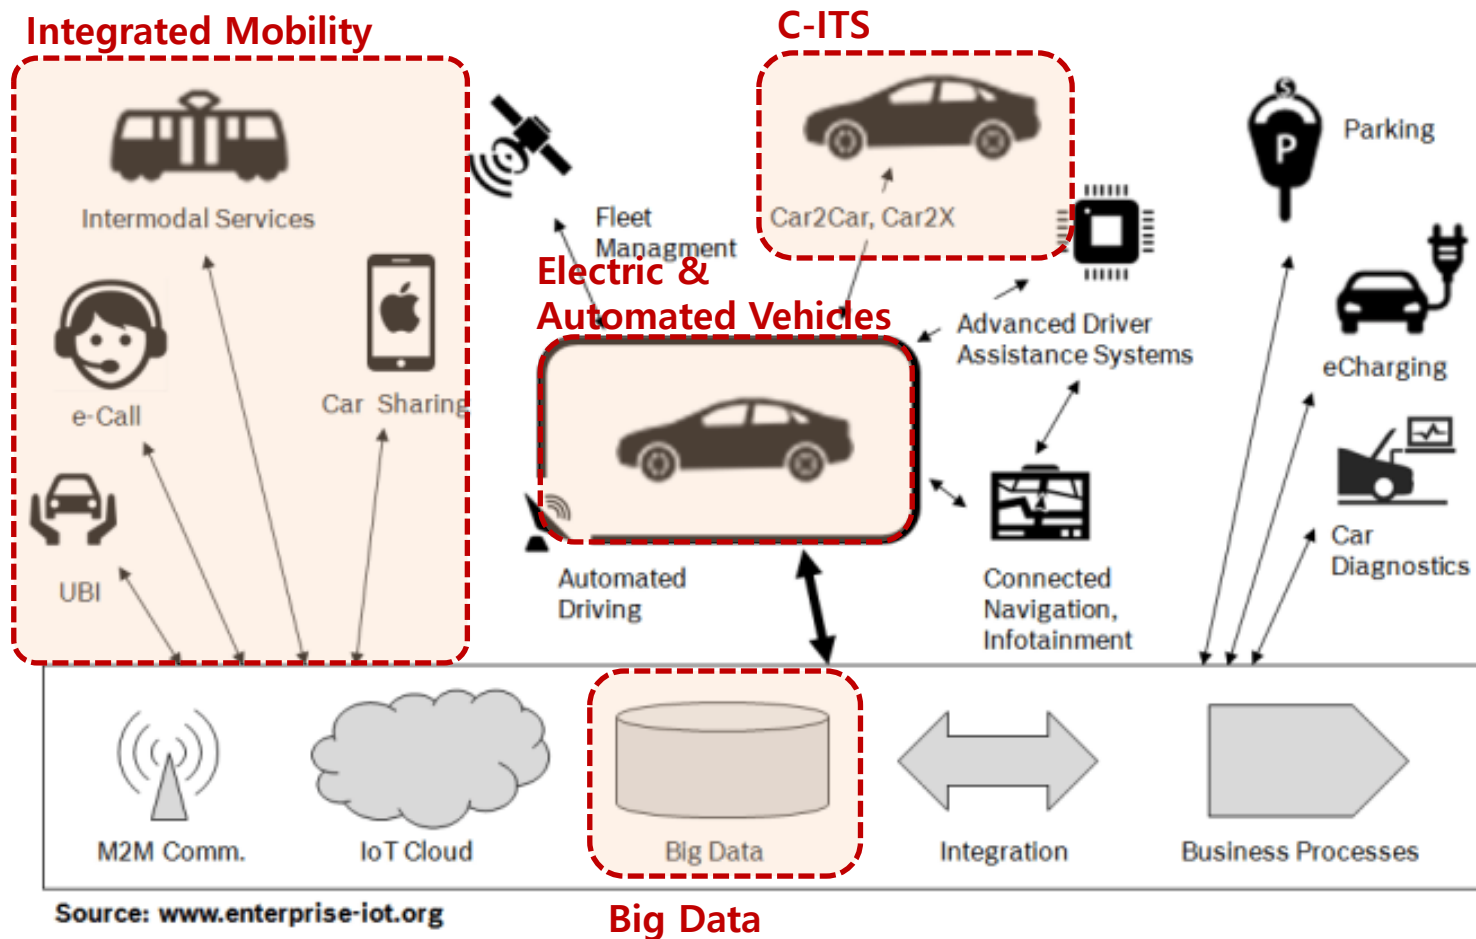 Integrated Mobility
C-ITS
Intermodal Services
Fleet
Managment
Car2Car, Car2X
S
P
Parking
Electric &
Automated Vehicles
Advanced Driver
Assistance Systems
eCharging
e-Call
Car Sharing
UBI
Automated
Driving
Connected
Navigation,
Infotainment
Car
Diagnostics
M2M Comm.
IoT Cloud
Big Data
Integration
Business Processes
Source: www.enterprise-iot.org
Big Data